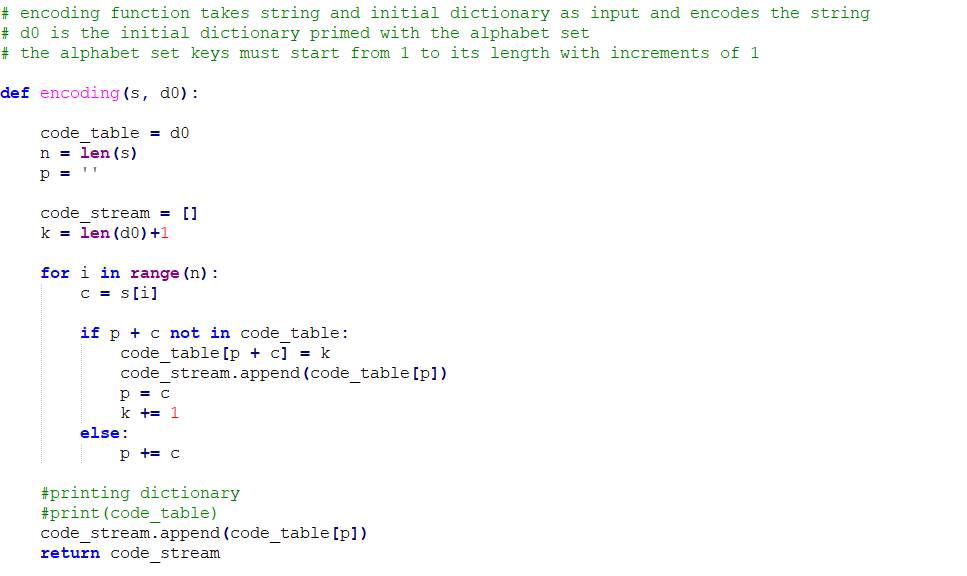 # encoding function takes string and initial dictionary as input and encodes the string
# d0 is the initial dictionary primed with the alphabet set
# the alphabet set keys must start from 1 to its length with increments of 1

def encoding(s, d0):

    code_table = d0
    n = len(s)
    p = ''

    code_stream = []
    k = len(d0)+1

    for i in range(n):
        c = s[i]

        if p + c not in code_table:
            code_table[p + c] = k
            code_stream.append(code_table[p])
            p = c
            k += 1
        else:
            p += c

    #printing dictionary
    #print(code_table)
    code_stream.append(code_table[p])
    return code_stream